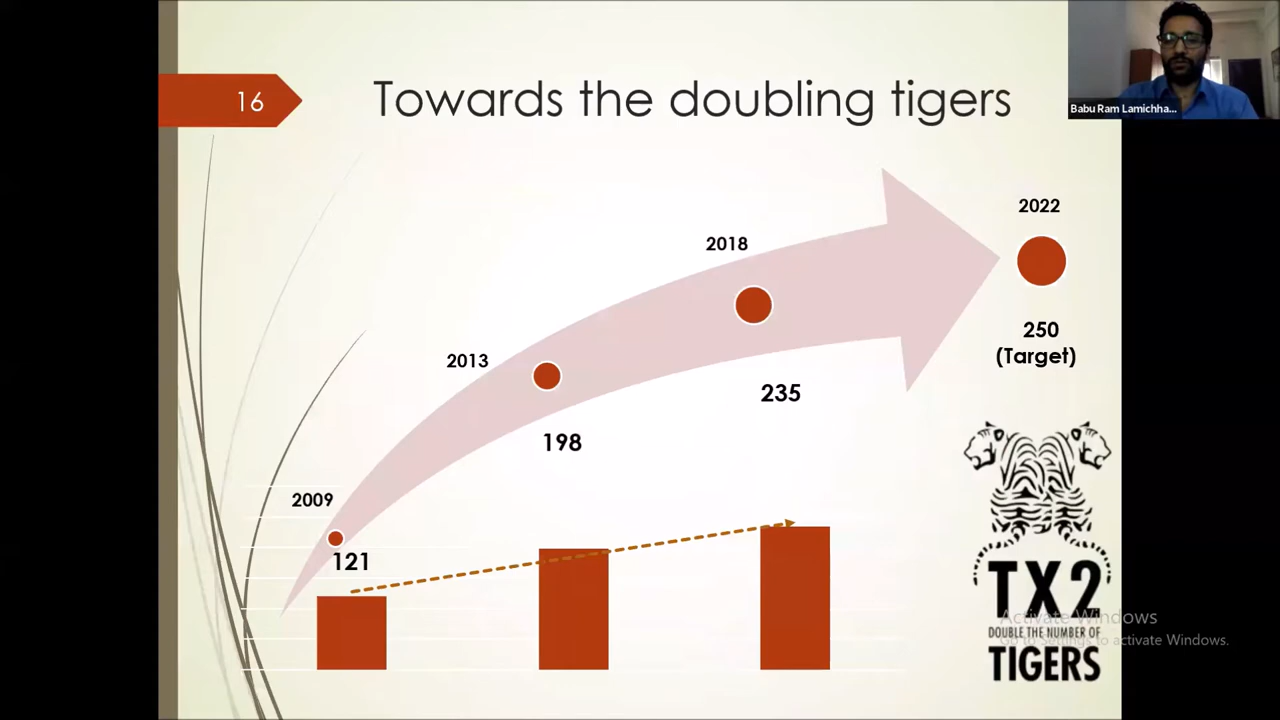 16
Towards the doubling tigers
Babu Ram Lamichha...
2022
250
(Target)
2018
235
2013
198
2009
121
TX2
DOUBLE THE NUMBER OF
TIGERS
Activate Windows
Go to Settings to activate Windows.